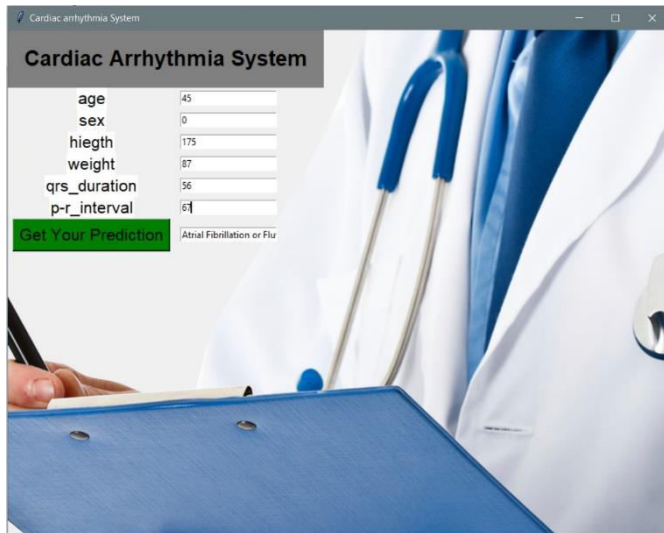 Cardiac arrhythmia System
Cardiac Arrhythmia System
age 45
sex 0
hiegth 175
weight 87
qrs_duration 56
p-r_interval 67
Get Your Prediction Atrial Fibrillation or Flu